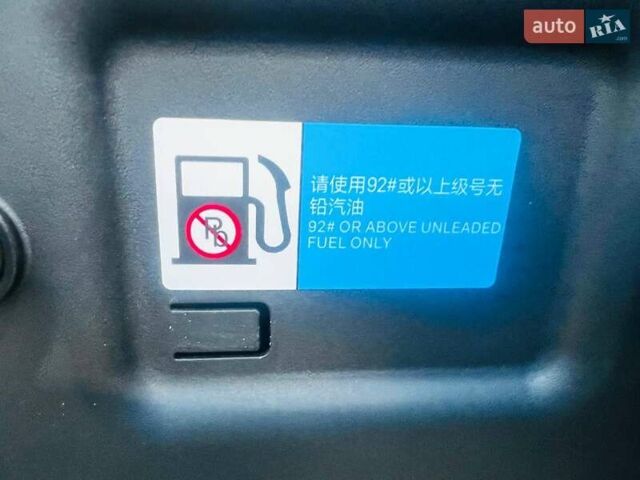 auto RIA.com
Pb
请使用92#或以上级号无
铅汽油
92# OR ABOVE UNLEADED
FUEL ONLY